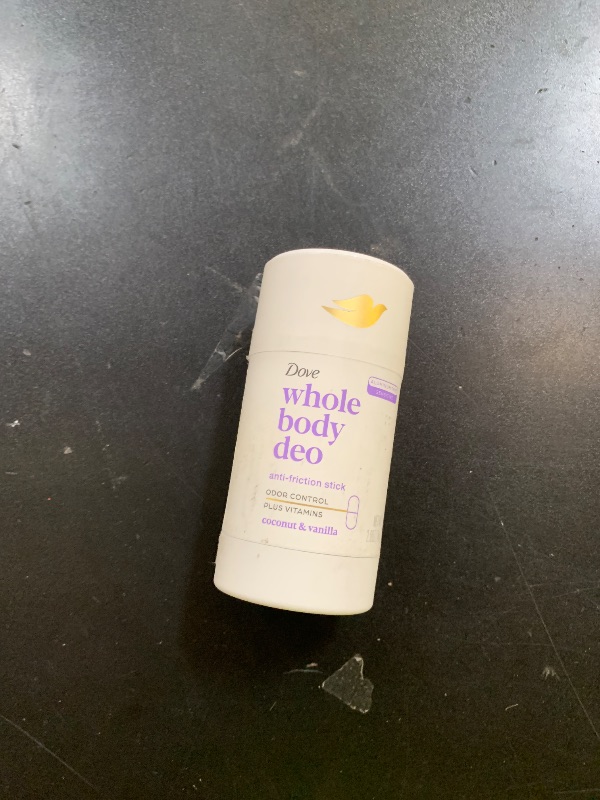 Dove
whole
body
deo
anti-friction stick
ODOR CONTROL
PLUS VITAMINS
coconut & vanilla